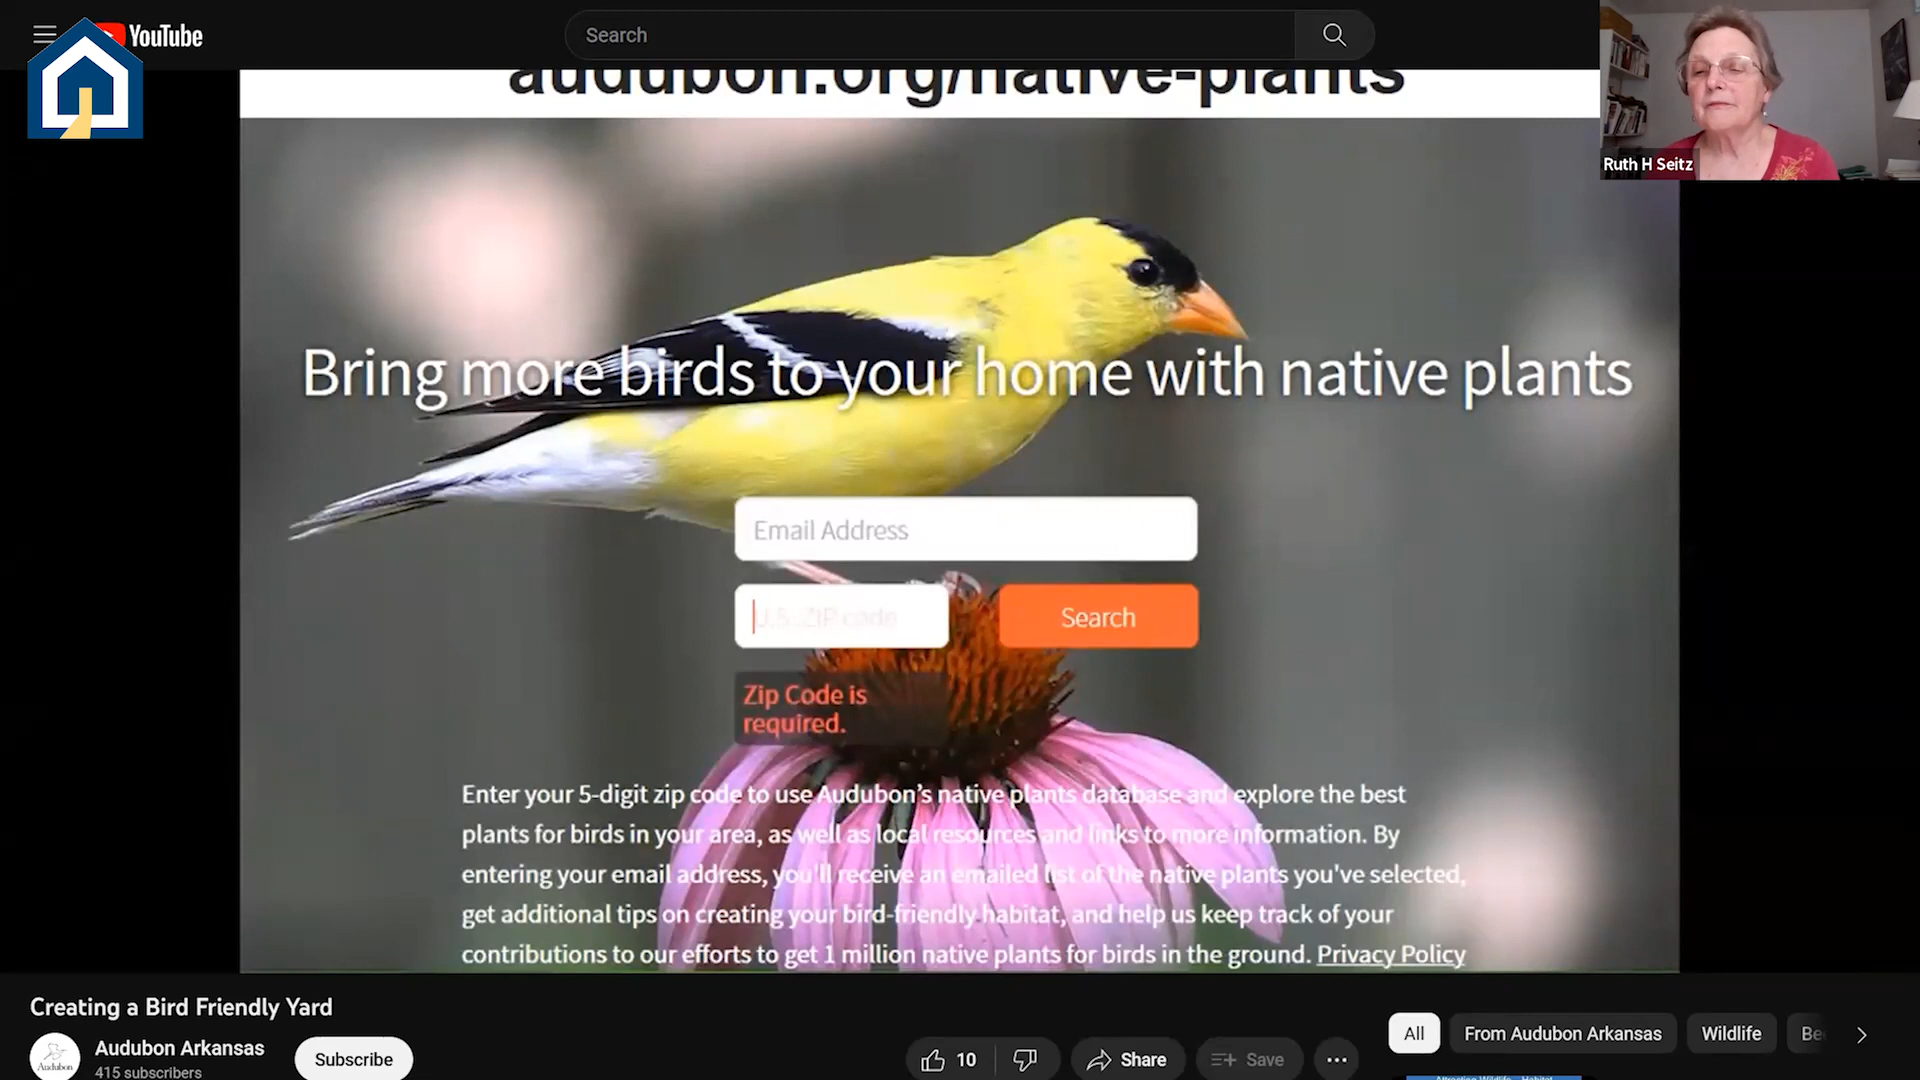 YouTube
Search
Ruth H Seitz
audubon.org/native-plants
Bring more birds to your home with native plants
Email Address
U.S. ZIP code
Search
Zip Code is
required.
Enter your 5-digit zip code to use Audubon's native plants database and explore the best
plants for birds in your area, as well as local resources and links to more information. By
entering your email address, you'll receive an emailed list of the native plants you've selected,
get additional tips on creating your bird-friendly habitat, and help us keep track of your
contributions to our efforts to get 1 million native plants for birds in the ground. Privacy Policy
Creating a Bird Friendly Yard
Audubon
Audubon Arkansas
415 subscribers
Subscribe
10
Share
Save
All
From Audubon Arkansas
Wildlife